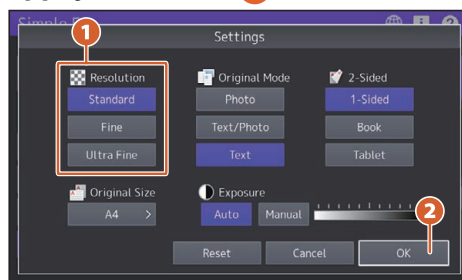 Simple
1
Settings
Resolution
Standard
Fine
Ultra Fine
Original Mode
Photo
Text/Photo
Text
2-Sided
1-Sided
Book
Tablet
Original Size
A4 >
Exposure
Auto Manual
2
Reset Cancel OK